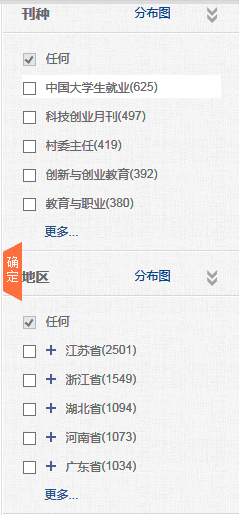 刊种 分布图
任何
中国大学生就业(625)
科技创业月刊(497)
村委主任(419)
创新与创业教育(392)
教育与职业(380)
更多...
确定
地区 分布图
任何
江苏省(2501)
浙江省(1549)
湖北省(1094)
河南省(1073)
广东省(1034)
更多...